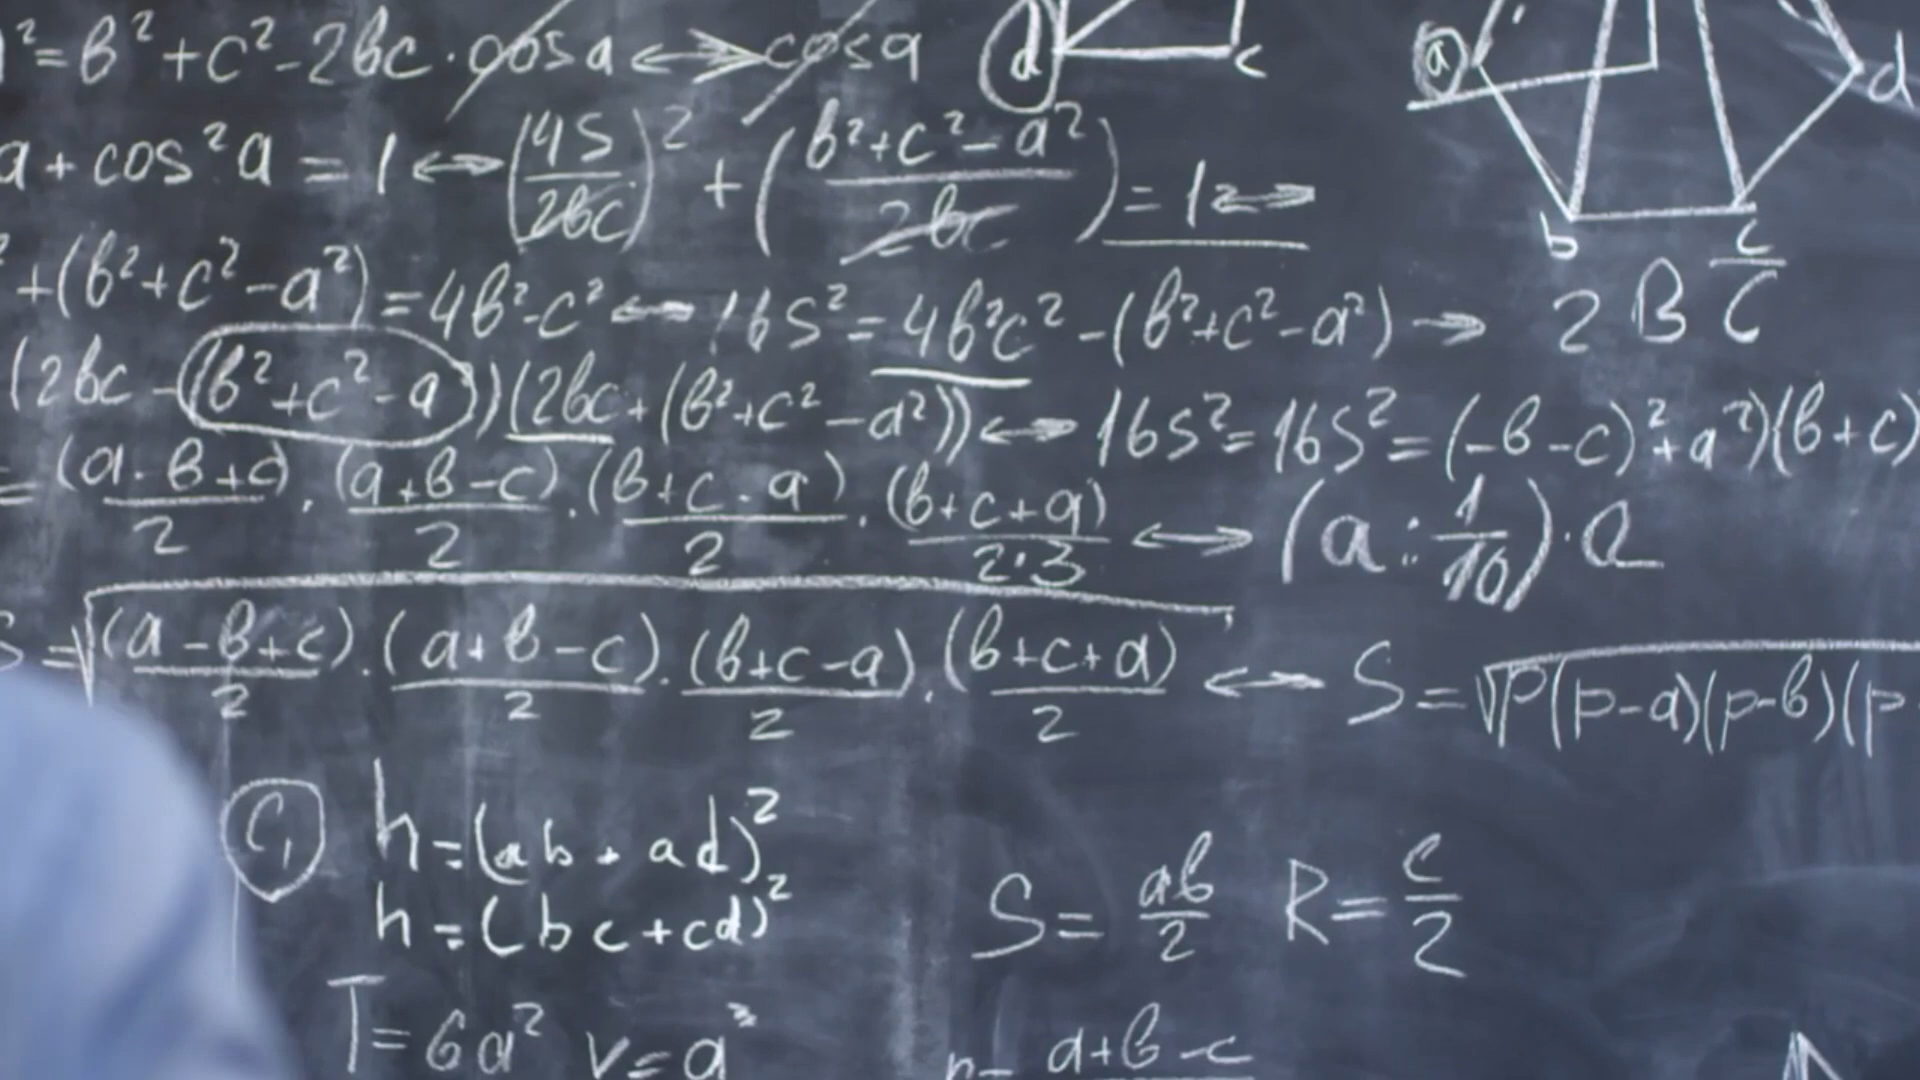 ²=b²+c²-2bc·cosa↔cosa
d
c
a
d
a+cos²a=1↔(4S/2bc)²+(b²+c²-a²/2bc)=1↔
b
c
+(b²+c²-a²)=4b²-c²↔16S²=4b²c²-(b²+c²-a²)→
2 B C
(2bc-(b²+c²-a))(2bc+(b²+c²-a²))↔16S²=16S²=(-b-c)²+a²)(b+c)
=(a·b+c)/2·(a+b-c)/2·(b+c-a)/2·(b+c+a)/2·3↔(a:1/10)·a
S=√(a-b+c)/2·(a+b-c)/2·(b+c-a)/2·(b+c+a)/2↔S=√p(p-a)(p-b)(p
C₁
h=(ab+ad)²
h=(bc+cd)²
S=ab/2 R=c/2
T=6a² v=a³
a+b-c